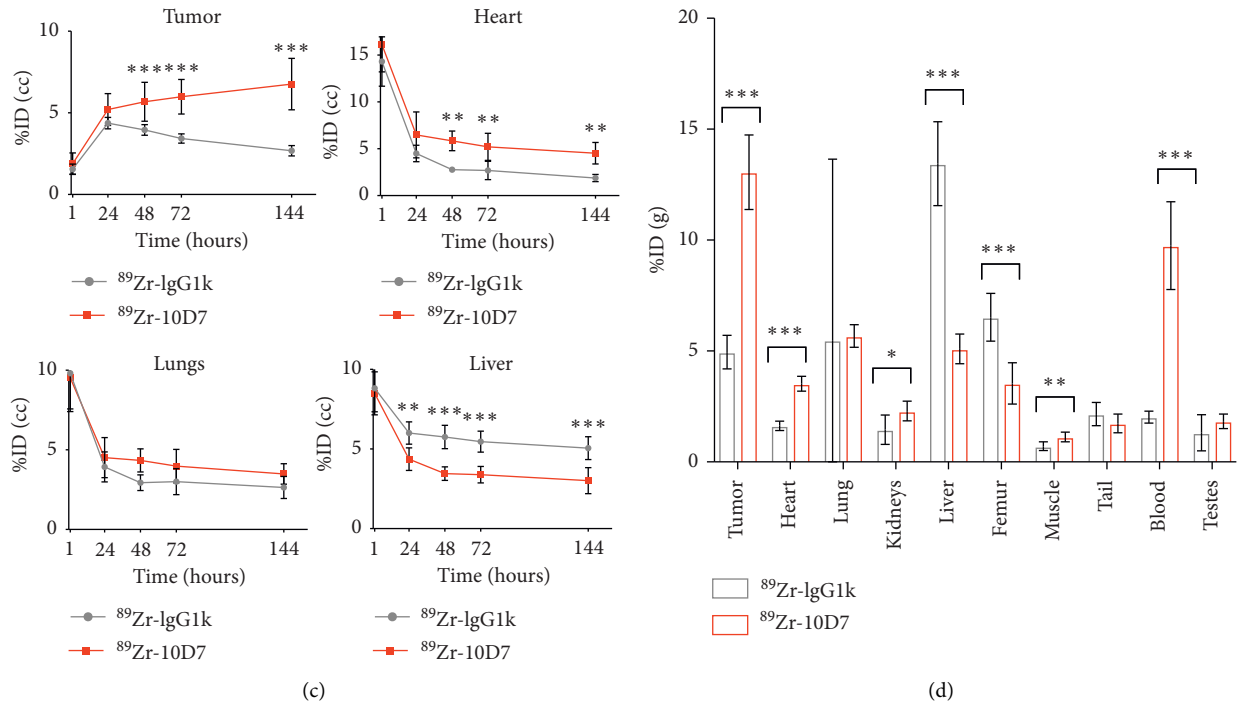 Tumor
%ID (cc)
10
5
0
*** *** ***
1 24 48 72 144
Time (hours)
89Zr-lgG1k
89Zr-10D7
Heart
%ID (cc)
15
10
5
0
** ** **
1 24 48 72 144
Time (hours)
89Zr-lgG1k
89Zr-10D7
Lungs
%ID (cc)
10
5
0
1 24 48 72 144
Time (hours)
89Zr-lgG1k
89Zr-10D7
Liver
%ID (cc)
10
5
0
** *** *** ***
1 24 48 72 144
Time (hours)
89Zr-lgG1k
89Zr-10D7
(c)
%ID (g)
20
15
10
5
0
*** *** * *** *** ** ***
Tumor Heart Lung Kidneys Liver Femur Muscle Tail Blood Testes
89Zr-lgG1k
89Zr-10D7
(d)